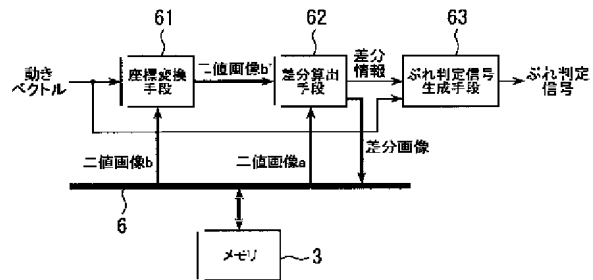 61
62
63
動き
ベクトル
座標変換
手段
二値画像b'
差分算出
手段
差分
情報
ぶれ判定信号
生成手段
ぶれ判定
信号
二値画像b
二値画像a
差分画像
6
メモリ
3